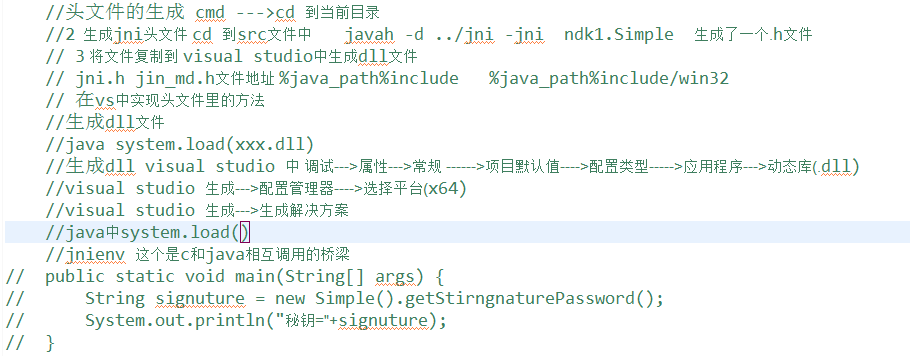 //头文件的生成 cmd --->cd 到当前目录
//2 生成jni头文件 cd 到src文件中 javah -d ../jni -jni ndk1.Simple 生成了一个.h文件
// 3 将文件复制到 visual studio中生成dll文件
// jni.h jin_md.h文件地址 %java_path%include %java_path%include/win32
// 在vs中实现头文件里的方法
//生成dll文件
//java system.load(xxx.dll)
//生成dll visual studio 中 调试--->属性--->常规 ------>项目默认值---->配置类型----->应用程序--->动态库(.dll)
//visual studio 生成--->配置管理器---->选择平台(x64)
//visual studio 生成--->生成解决方案
//java中system.load()
//jnienv 这个是c和java相互调用的桥梁
// public static void main(String[] args) {
// String signuture = new Simple().getStirngnaturePassword();
// System.out.println("秘钥="+signuture);
// }